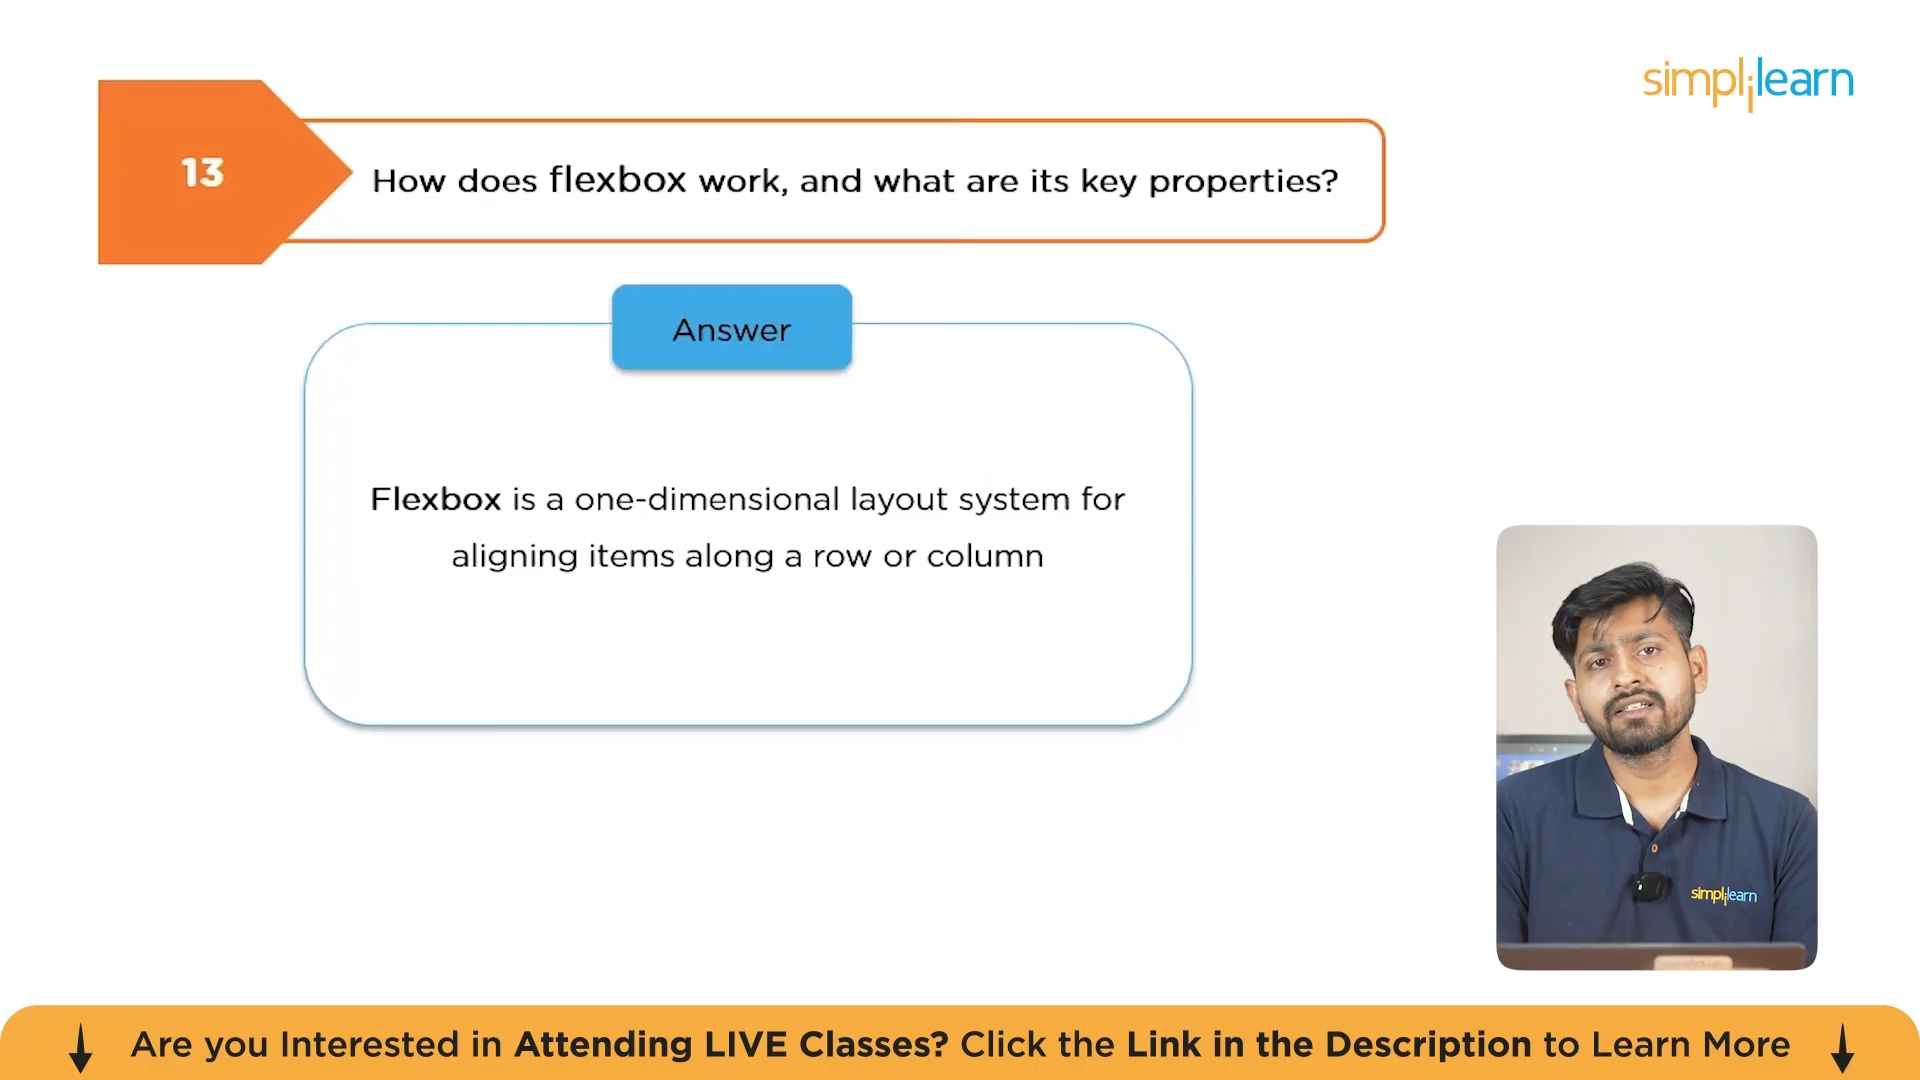 simplilearn
13
How does flexbox work, and what are its key properties?
Answer
Flexbox is a one-dimensional layout system for
aligning items along a row or column
simplilearn
Are you Interested in Attending LIVE Classes? Click the Link in the Description to Learn More